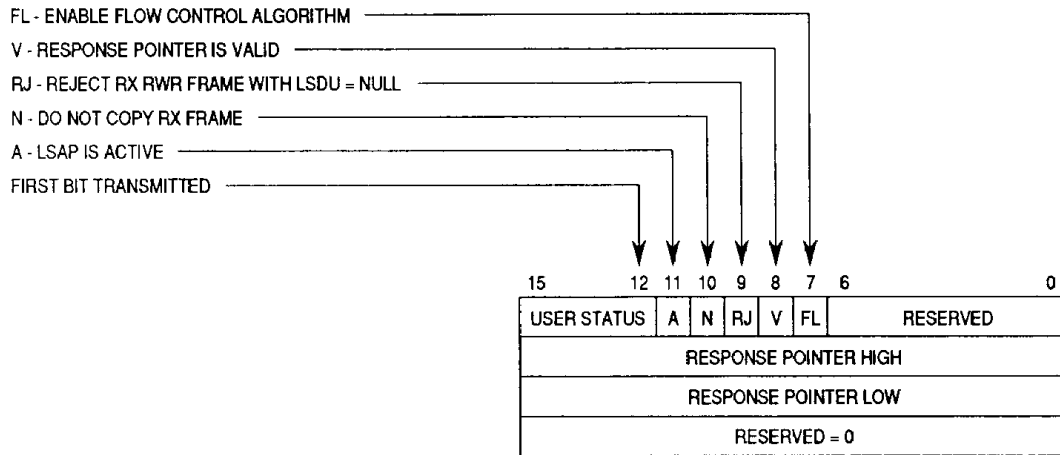 FL - ENABLE FLOW CONTROL ALGORITHM
V - RESPONSE POINTER IS VALID
RJ - REJECT RX RWR FRAME WITH LSDU = NULL
N - DO NOT COPY RX FRAME
A - LSAP IS ACTIVE
FIRST BIT TRANSMITTED
15 12 11 10 9 8 7 6 0
USER STATUS A N RJ V FL RESERVED
RESPONSE POINTER HIGH
RESPONSE POINTER LOW
RESERVED = 0